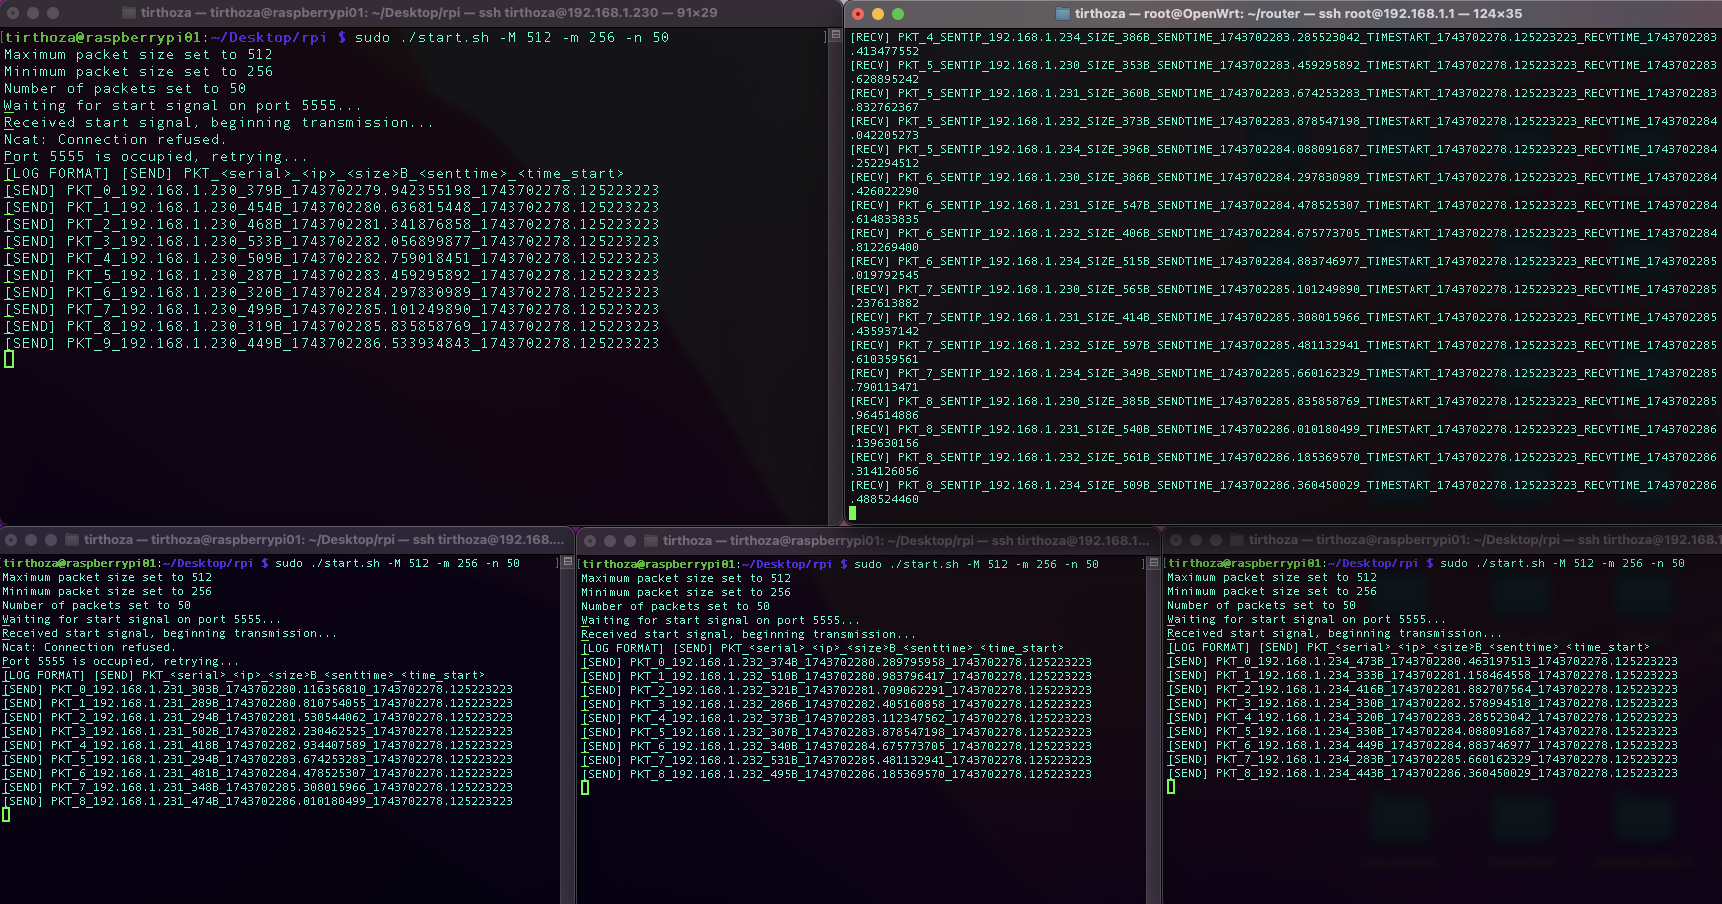 tirthoza — tirthoza@raspberrypi01: ~/Desktop/rpi — ssh tirthoza@192.168.1.230 — 91×29
[tirthoza@raspberrypi01:~/Desktop/rpi $ sudo ./start.sh -M 512 -m 256 -n 50 ]
Maximum packet size set to 512
Minimum packet size set to 256
Number of packets set to 50
Waiting for start signal on port 5555...
Received start signal, beginning transmission...
Ncat: Connection refused.
Port 5555 is occupied, retrying...
[LOG FORMAT] [SEND] PKT_<serial>_<ip>_<size>B_<senttime>_<time_start>
[SEND] PKT_0_192.168.1.230_379B_1743702279.942355198_1743702278.125223223
[SEND] PKT_1_192.168.1.230_454B_1743702280.636815448_1743702278.125223223
[SEND] PKT_2_192.168.1.230_468B_1743702281.341876858_1743702278.125223223
[SEND] PKT_3_192.168.1.230_533B_1743702282.056899877_1743702278.125223223
[SEND] PKT_4_192.168.1.230_509B_1743702282.759018451_1743702278.125223223
[SEND] PKT_5_192.168.1.230_287B_1743702283.459295892_1743702278.125223223
[SEND] PKT_6_192.168.1.230_320B_1743702284.297830989_1743702278.125223223
[SEND] PKT_7_192.168.1.230_499B_1743702285.101249890_1743702278.125223223
[SEND] PKT_8_192.168.1.230_319B_1743702285.835858769_1743702278.125223223
[SEND] PKT_9_192.168.1.230_449B_1743702286.533934843_1743702278.125223223
tirthoza — root@OpenWrt: ~/router — ssh root@192.168.1.1 — 124×35
[RECV] PKT_4_SENTIP_192.168.1.234_SIZE_386B_SENDTIME_1743702283.285523042_TIMESTART_1743702278.125223223_RECVTIME_1743702283
.413477552
[RECV] PKT_5_SENTIP_192.168.1.230_SIZE_353B_SENDTIME_1743702283.459295892_TIMESTART_1743702278.125223223_RECVTIME_1743702283
.628895242
[RECV] PKT_5_SENTIP_192.168.1.231_SIZE_360B_SENDTIME_1743702283.674253283_TIMESTART_1743702278.125223223_RECVTIME_1743702283
.832762367
[RECV] PKT_5_SENTIP_192.168.1.232_SIZE_373B_SENDTIME_1743702283.878547198_TIMESTART_1743702278.125223223_RECVTIME_1743702284
.042205273
[RECV] PKT_5_SENTIP_192.168.1.234_SIZE_396B_SENDTIME_1743702284.088091687_TIMESTART_1743702278.125223223_RECVTIME_1743702284
.252294512
[RECV] PKT_6_SENTIP_192.168.1.230_SIZE_386B_SENDTIME_1743702284.297830989_TIMESTART_1743702278.125223223_RECVTIME_1743702284
.426022290
[RECV] PKT_6_SENTIP_192.168.1.231_SIZE_547B_SENDTIME_1743702284.478525307_TIMESTART_1743702278.125223223_RECVTIME_1743702284
.614833835
[RECV] PKT_6_SENTIP_192.168.1.232_SIZE_406B_SENDTIME_1743702284.675773705_TIMESTART_1743702278.125223223_RECVTIME_1743702284
.812269400
[RECV] PKT_6_SENTIP_192.168.1.234_SIZE_515B_SENDTIME_1743702284.883746977_TIMESTART_1743702278.125223223_RECVTIME_1743702285
.019792545
[RECV] PKT_7_SENTIP_192.168.1.230_SIZE_565B_SENDTIME_1743702285.101249890_TIMESTART_1743702278.125223223_RECVTIME_1743702285
.237613882
[RECV] PKT_7_SENTIP_192.168.1.231_SIZE_414B_SENDTIME_1743702285.308015966_TIMESTART_1743702278.125223223_RECVTIME_1743702285
.435937142
[RECV] PKT_7_SENTIP_192.168.1.232_SIZE_597B_SENDTIME_1743702285.481132941_TIMESTART_1743702278.125223223_RECVTIME_1743702285
.610359561
[RECV] PKT_7_SENTIP_192.168.1.234_SIZE_349B_SENDTIME_1743702285.660162329_TIMESTART_1743702278.125223223_RECVTIME_1743702285
.790113471
[RECV] PKT_8_SENTIP_192.168.1.230_SIZE_385B_SENDTIME_1743702285.835858769_TIMESTART_1743702278.125223223_RECVTIME_1743702285
.964514886
[RECV] PKT_8_SENTIP_192.168.1.231_SIZE_540B_SENDTIME_1743702286.010180499_TIMESTART_1743702278.125223223_RECVTIME_1743702286
.139630156
[RECV] PKT_8_SENTIP_192.168.1.232_SIZE_561B_SENDTIME_1743702286.185369570_TIMESTART_1743702278.125223223_RECVTIME_1743702286
.314126056
[RECV] PKT_8_SENTIP_192.168.1.234_SIZE_509B_SENDTIME_1743702286.360450029_TIMESTART_1743702278.125223223_RECVTIME_1743702286
.488524460
tirthoza — tirthoza@raspberrypi01: ~/Desktop/rpi — ssh tirthoza@192.168....
[tirthoza@raspberrypi01:~/Desktop/rpi $ sudo ./start.sh -M 512 -m 256 -n 50 ]
Maximum packet size set to 512
Minimum packet size set to 256
Number of packets set to 50
Waiting for start signal on port 5555...
Received start signal, beginning transmission...
Ncat: Connection refused.
Port 5555 is occupied, retrying...
[LOG FORMAT] [SEND] PKT_<serial>_<ip>_<size>B_<senttime>_<time_start>
[SEND] PKT_0_192.168.1.231_303B_1743702280.116356810_1743702278.125223223
[SEND] PKT_1_192.168.1.231_289B_1743702280.810754055_1743702278.125223223
[SEND] PKT_2_192.168.1.231_294B_1743702281.530544062_1743702278.125223223
[SEND] PKT_3_192.168.1.231_502B_1743702282.230462525_1743702278.125223223
[SEND] PKT_4_192.168.1.231_418B_1743702282.934407589_1743702278.125223223
[SEND] PKT_5_192.168.1.231_294B_1743702283.674253283_1743702278.125223223
[SEND] PKT_6_192.168.1.231_481B_1743702284.478525307_1743702278.125223223
[SEND] PKT_7_192.168.1.231_348B_1743702285.308015966_1743702278.125223223
[SEND] PKT_8_192.168.1.231_474B_1743702286.010180499_1743702278.125223223
tirthoza — tirthoza@raspberrypi01: ~/Desktop/rpi — ssh tirthoza@192.168.1...
[tirthoza@raspberrypi01:~/Desktop/rpi $ sudo ./start.sh -M 512 -m 256 -n 50 ]
Maximum packet size set to 512
Minimum packet size set to 256
Number of packets set to 50
Waiting for start signal on port 5555...
Received start signal, beginning transmission...
[LOG FORMAT] [SEND] PKT_<serial>_<ip>_<size>B_<senttime>_<time_start>
[SEND] PKT_0_192.168.1.232_374B_1743702280.289795958_1743702278.125223223
[SEND] PKT_1_192.168.1.232_510B_1743702280.983796417_1743702278.125223223
[SEND] PKT_2_192.168.1.232_321B_1743702281.709062291_1743702278.125223223
[SEND] PKT_3_192.168.1.232_286B_1743702282.405160858_1743702278.125223223
[SEND] PKT_4_192.168.1.232_373B_1743702283.112347562_1743702278.125223223
[SEND] PKT_5_192.168.1.232_307B_1743702283.878547198_1743702278.125223223
[SEND] PKT_6_192.168.1.232_340B_1743702284.675773705_1743702278.125223223
[SEND] PKT_7_192.168.1.232_531B_1743702285.481132941_1743702278.125223223
[SEND] PKT_8_192.168.1.232_495B_1743702286.185369570_1743702278.125223223
tirthoza — tirthoza@raspberrypi01: ~/Desktop/rpi — ssh tirthoza@192.168.1
[tirthoza@raspberrypi01:~/Desktop/rpi $ sudo ./start.sh -M 512 -m 256 -n 50
Maximum packet size set to 512
Minimum packet size set to 256
Number of packets set to 50
Waiting for start signal on port 5555...
Received start signal, beginning transmission...
[LOG FORMAT] [SEND] PKT_<serial>_<ip>_<size>B_<senttime>_<time_start>
[SEND] PKT_0_192.168.1.234_473B_1743702280.463197513_1743702278.125223223
[SEND] PKT_1_192.168.1.234_333B_1743702281.158464558_1743702278.125223223
[SEND] PKT_2_192.168.1.234_416B_1743702281.882707564_1743702278.125223223
[SEND] PKT_3_192.168.1.234_330B_1743702282.578994918_1743702278.125223223
[SEND] PKT_4_192.168.1.234_320B_1743702283.285523042_1743702278.125223223
[SEND] PKT_5_192.168.1.234_330B_1743702284.088091687_1743702278.125223223
[SEND] PKT_6_192.168.1.234_449B_1743702284.883746977_1743702278.125223223
[SEND] PKT_7_192.168.1.234_283B_1743702285.660162329_1743702278.125223223
[SEND] PKT_8_192.168.1.234_443B_1743702286.360450029_1743702278.125223223